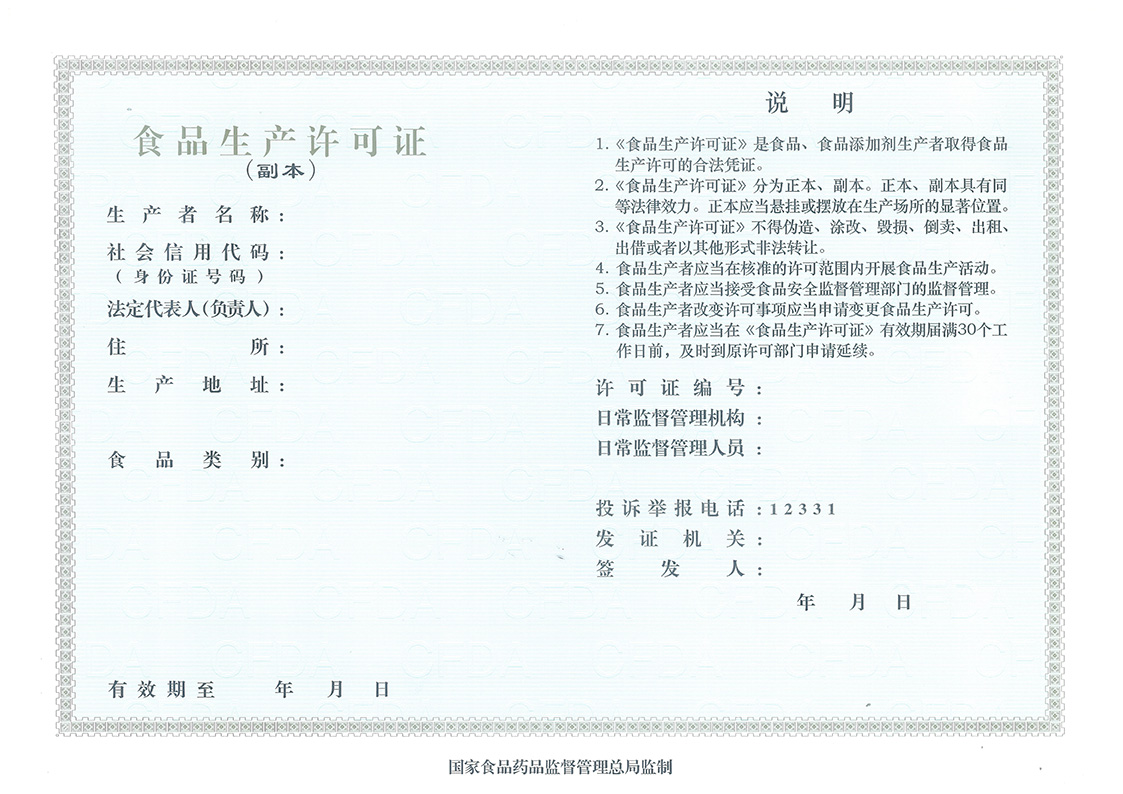 食品生产许可证
（副本）
生产者名称：
社会信用代码：
（身份证号码）
法定代表人(负责人)：
住所：
生产地址：
食品类别：
有效期至 年 月 日
说 明
1.《食品生产许可证》是食品、食品添加剂生产者取得食品
生产许可的合法凭证。
2.《食品生产许可证》分为正本、副本。正本、副本具有同
等法律效力。正本应当悬挂或摆放在生产场所的显著位置。
3.《食品生产许可证》不得伪造、涂改、毁损、倒卖、出租、
出借或者以其他形式非法转让。
4. 食品生产者应当在核准的许可范围内开展食品生产活动。
5. 食品生产者应当接受食品安全监督管理部门的监督管理。
6. 食品生产者改变许可事项应当申请变更食品生产许可。
7. 食品生产者应当在《食品生产许可证》有效期届满30个工
作日前，及时到原许可部门申请延续。
许可证编号：
日常监督管理机构：
日常监督管理人员：
投诉举报电话：12331
发证机关：
签发人：
年 月 日
国家食品药品监督管理总局监制